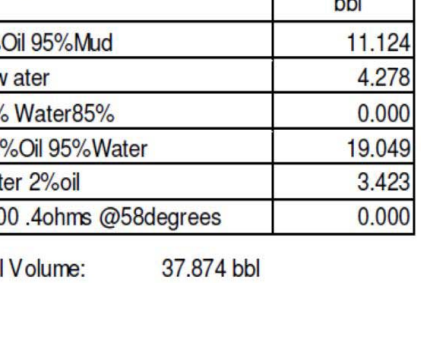 bbl
Oil 95%Mud 11.124
w ater 4.278
% Water85% 0.000
%Oil 95%Water 19.049
ter 2%oil 3.423
00 .4ohms @58degrees 0.000
l Volume: 37.874 bbl